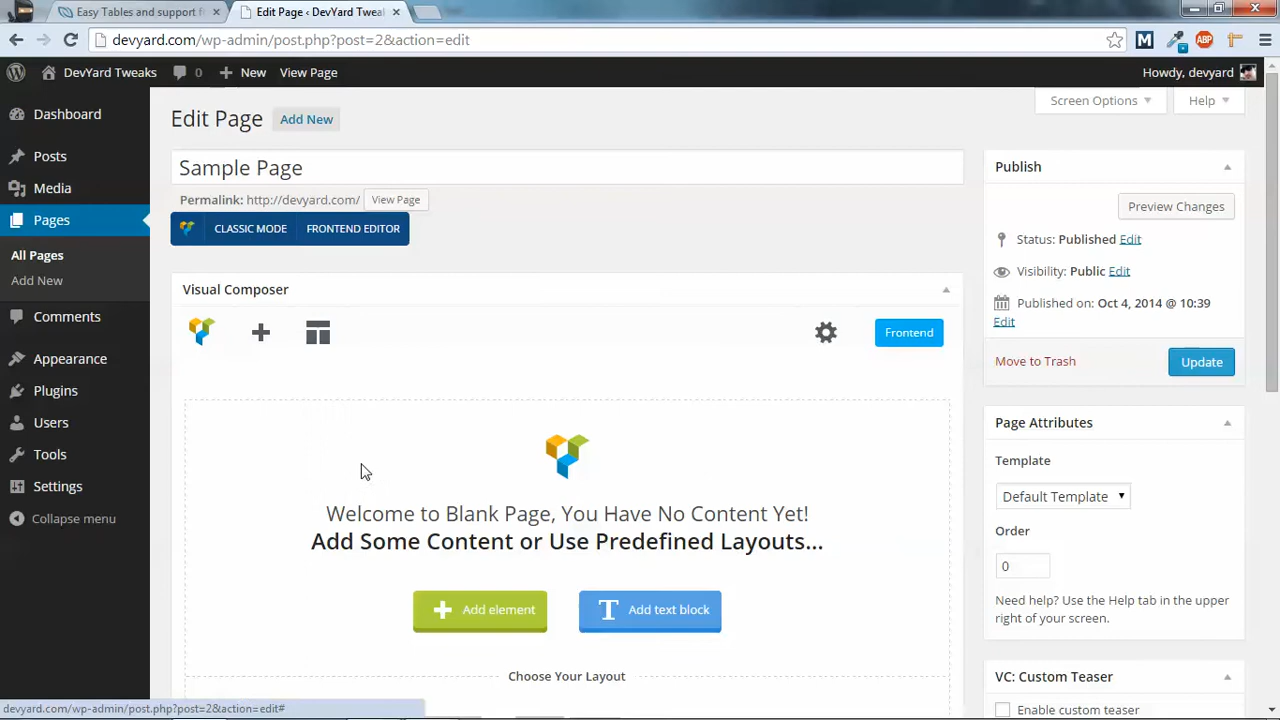 Easy Tables and support f
Edit Page ‹ DevYard Tweak
devyard.com/wp-admin/post.php?post=2&action=edit
M
ABP
DevYard Tweaks
0
New
View Page
Howdy, devyard
Dashboard
Posts
Media
Pages
All Pages
Add New
Comments
Appearance
Plugins
Users
Tools
Settings
Collapse menu
Screen Options
Help
Edit Page
Add New
Sample Page
Permalink: http://devyard.com/
View Page
CLASSIC MODE
FRONTEND EDITOR
Visual Composer
Frontend
Welcome to Blank Page, You Have No Content Yet!
Add Some Content or Use Predefined Layouts...
Add element
T Add text block
Choose Your Layout
Publish
Preview Changes
Status: Published Edit
Visibility: Public Edit
Published on: Oct 4, 2014 @ 10:39
Edit
Move to Trash
Update
Page Attributes
Template
Default Template
Order
0
Need help? Use the Help tab in the upper
right of your screen.
VC: Custom Teaser
Enable custom teaser
devyard.com/wp-admin/post.php?post=2&action=edit#